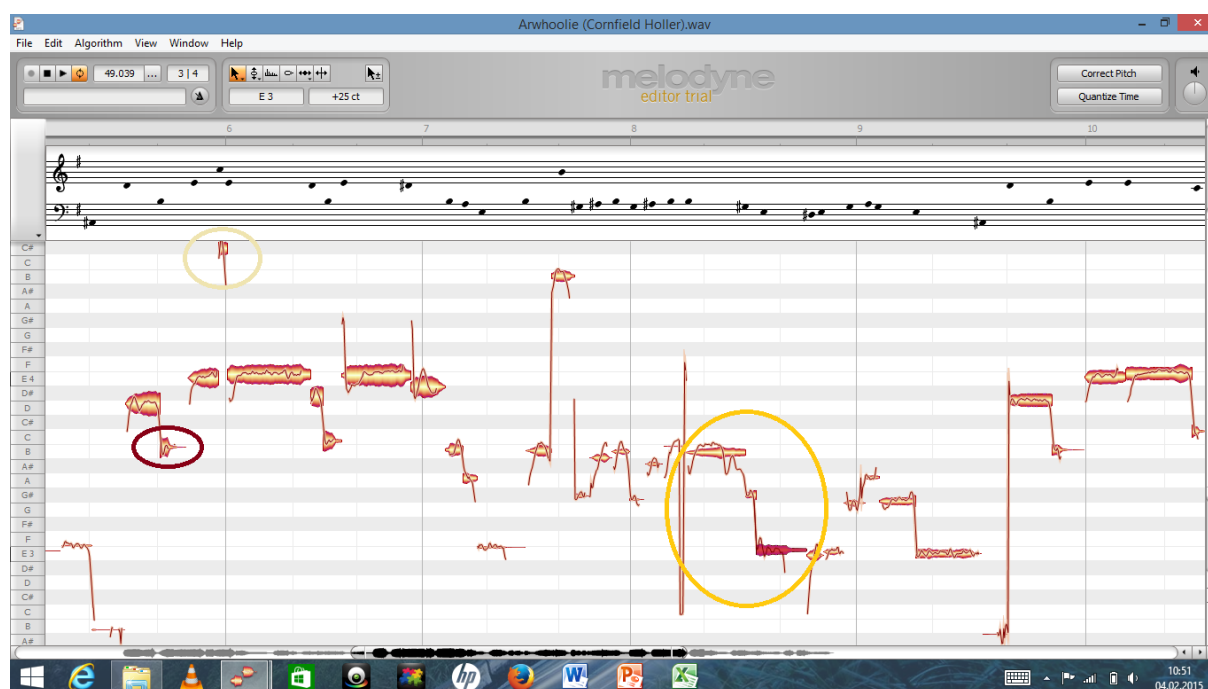 Arwhoolie (Cornfield Holler).wav
File Edit Algorithm View Window Help
49.039 ... 3 | 4
E 3 +25 ct
melodyne
editor trial
Correct Pitch
Quantize Time
6 7 8 9 10
C#
C
B
A#
A
G#
G
F#
F
E 4
D#
D
C#
C
B
A#
A
G#
G
F#
F
E 3
D#
D
C#
C
B
A#
hp
10:51
04.02.2015